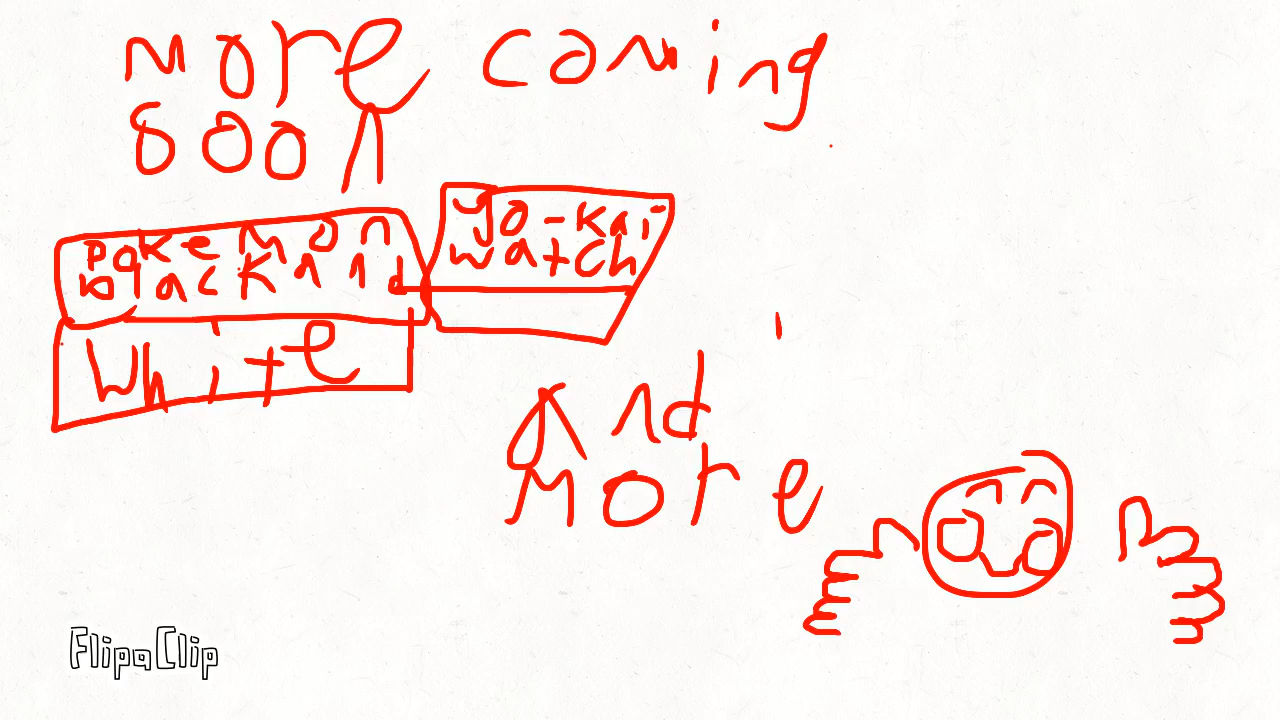 more coming
soon
pokemon
black and
white
yo-kai
watch
And
more
FlipaClip